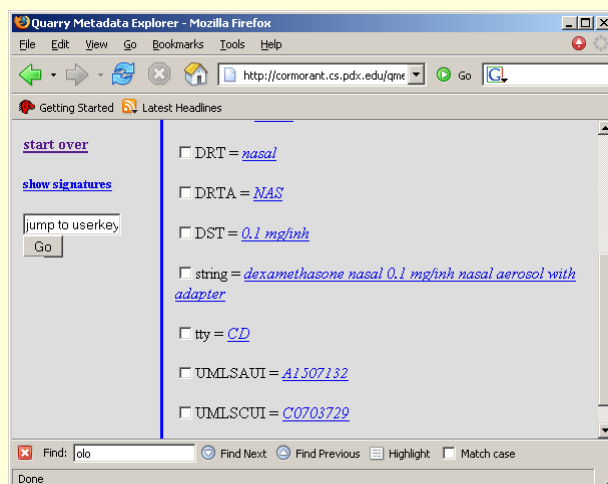 Quarry Metadata Explorer - Mozilla Firefox
File Edit View Go Bookmarks Tools Help
http://cormorant.cs.pdx.edu/qme Go G
Getting Started Latest Headlines
start over
show signatures
jump to userkey
Go
DRT = nasal
DRTA = NAS
DST = 0.1 mg/inh
string = dexamethasone nasal 0.1 mg/inh nasal aerosol with
adapter
tty = CD
UMLSAUI = A1507132
UMLSCUI = C0703729
Find: olo Find Next Find Previous Highlight Match case
Done